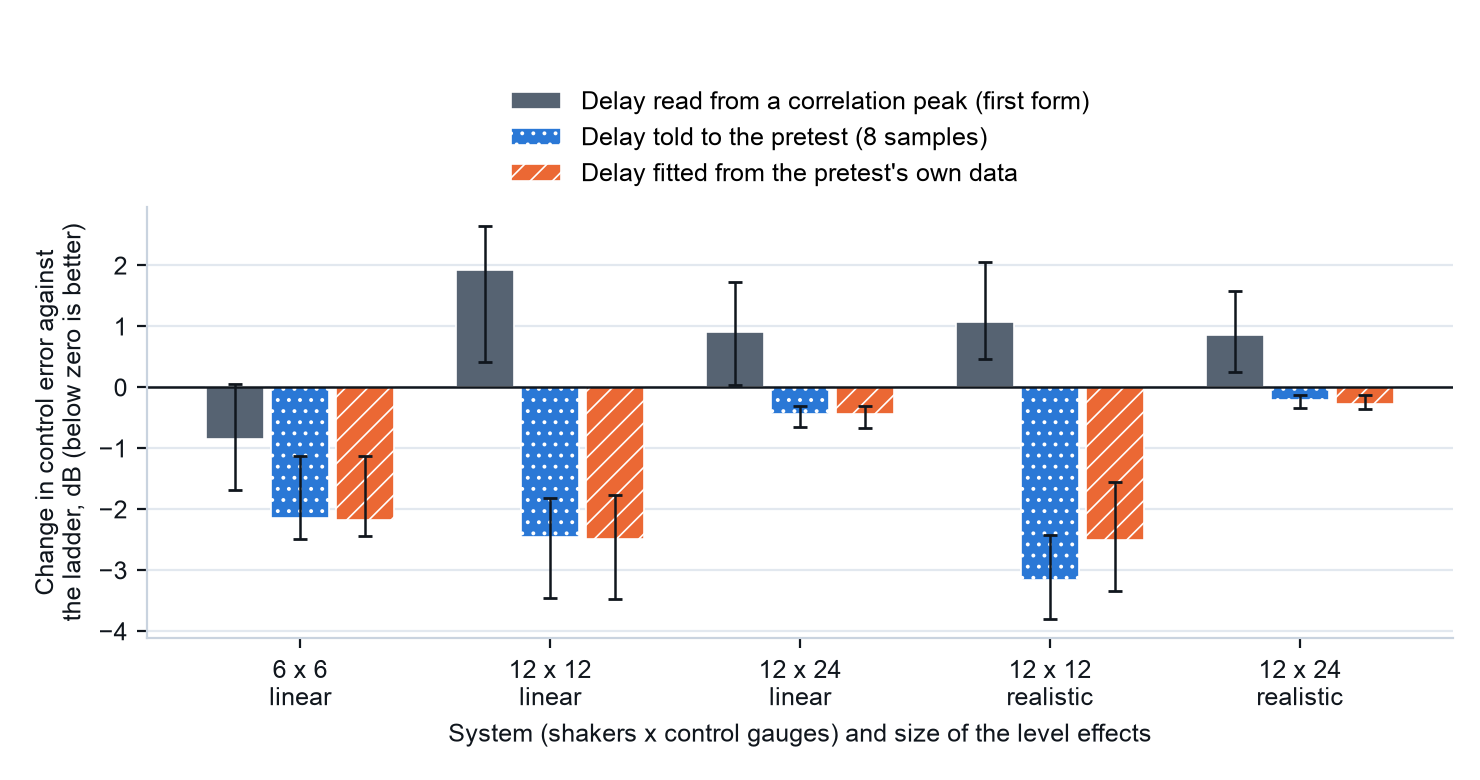 Delay read from a correlation peak (first form)
Delay told to the pretest (8 samples)
Delay fitted from the pretest's own data
Change in control error against
the ladder, dB (below zero is better)
2
1
0
−1
−2
−3
−4
6 x 6
linear
12 x 12
linear
12 x 24
linear
12 x 12
realistic
12 x 24
realistic
System (shakers x control gauges) and size of the level effects